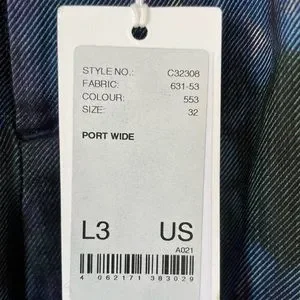 STYLE NO.: C32308
FABRIC: 631-53
COLOUR: 553
SIZE: 32
PORT WIDE
L3 US
A021
4 062171 383029